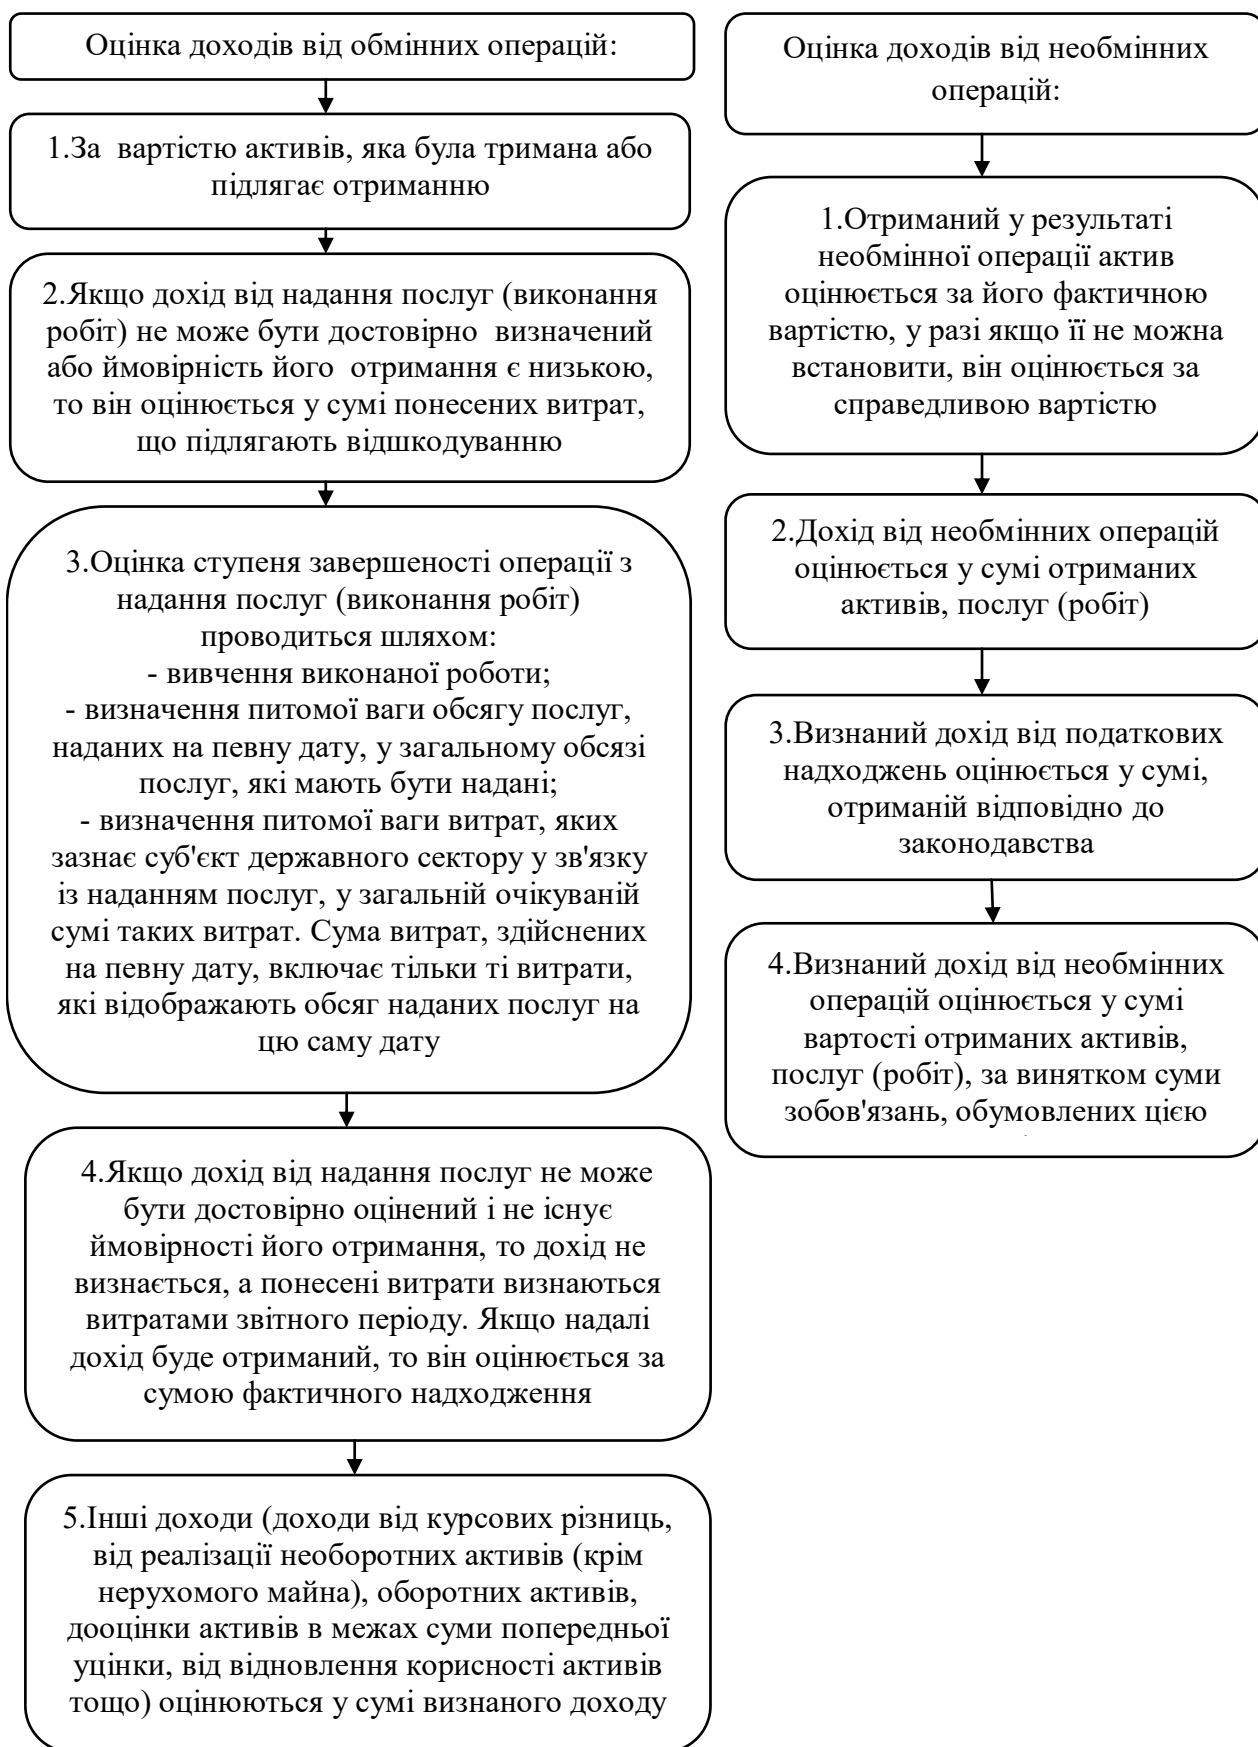 Оцінка доходів від обмінних операцій:
1.За вартістю активів, яка була тримана або
підлягає отриманню
2.Якщо дохід від надання послуг (виконання
робіт) не може бути достовірно визначений
або ймовірність його отримання є низькою,
то він оцінюється у сумі понесених витрат,
що підлягають відшкодуванню
3.Оцінка ступеня завершеності операції з
надання послуг (виконання робіт)
проводиться шляхом:
- вивчення виконаної роботи;
- визначення питомої ваги обсягу послуг,
наданих на певну дату, у загальному обсязі
послуг, які мають бути надані;
- визначення питомої ваги витрат, яких
зазнає суб'єкт державного сектору у зв'язку
із наданням послуг, у загальній очікуваній
сумі таких витрат. Сума витрат, здійснених
на певну дату, включає тільки ті витрати,
які відображають обсяг наданих послуг на
цю саму дату
4.Якщо дохід від надання послуг не може
бути достовірно оцінений і не існує
ймовірності його отримання, то дохід не
визнається, а понесені витрати визнаються
витратами звітного періоду. Якщо надалі
дохід буде отриманий, то він оцінюється за
сумою фактичного надходження
5.Інші доходи (доходи від курсових різниць,
від реалізації необоротних активів (крім
нерухомого майна), оборотних активів,
дооцінки активів в межах суми попередньої
уцінки, від відновлення корисності активів
тощо) оцінюються у сумі визнаного доходу
Оцінка доходів від необмінних
операцій:
1.Отриманий у результаті
необмінної операції актив
оцінюється за його фактичною
вартістю, у разі якщо її не можна
встановити, він оцінюється за
справедливою вартістю
2.Дохід від необмінних операцій
оцінюється у сумі отриманих
активів, послуг (робіт)
3.Визнаний дохід від податкових
надходжень оцінюється у сумі,
отриманій відповідно до
законодавства
4.Визнаний дохід від необмінних
операцій оцінюється у сумі
вартості отриманих активів,
послуг (робіт), за винятком суми
зобов'язань, обумовлених цією